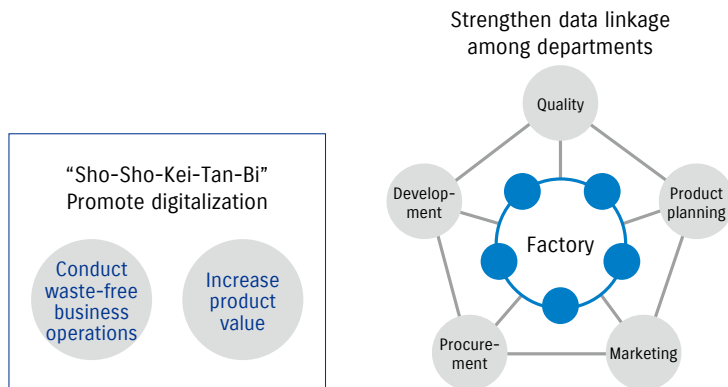 Strengthen data linkage
among departments
Quality
“Sho-Sho-Kei-Tan-Bi”
Promote digitalization
Develop-
ment
Product
planning
Factory
Conduct
waste-free
business
operations
Increase
product
value
Procure-
ment
Marketing